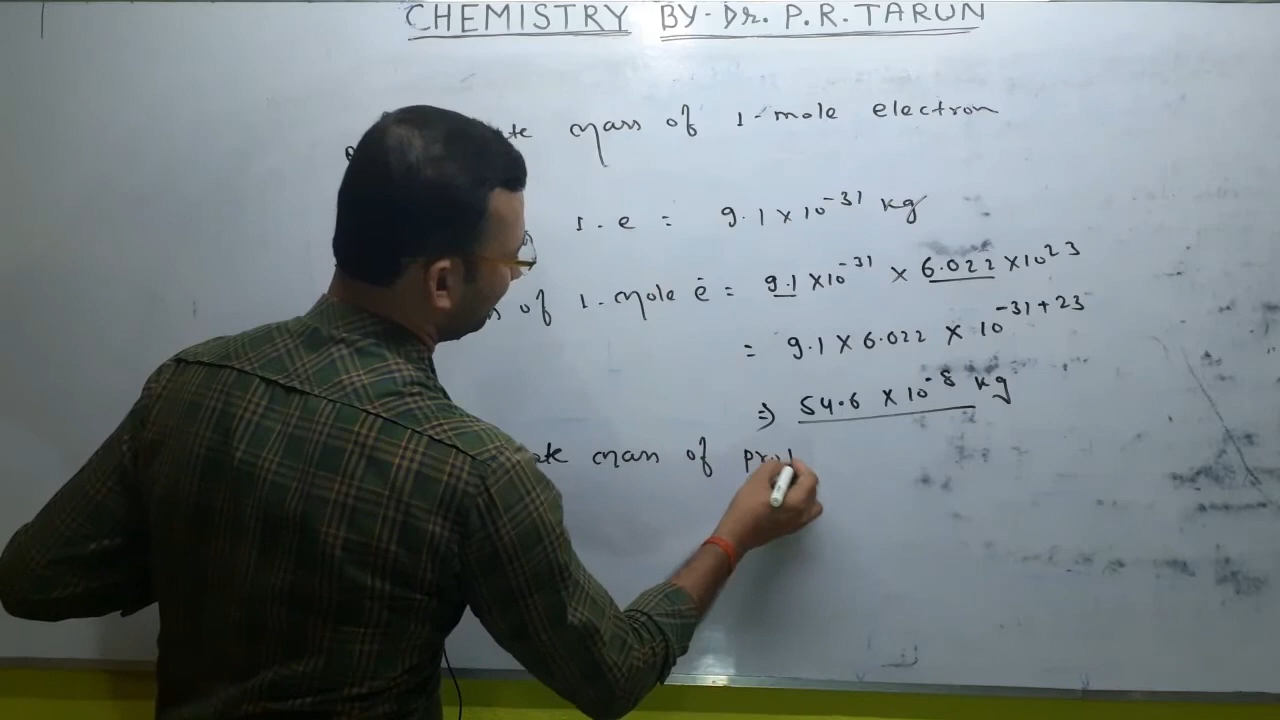 CHEMISTRY BY- Dr. P. R. TARUN
mass of 1-mole electron
1. e = 9.1 × 10⁻³¹ kg
of 1-mole ē = 9.1 × 10⁻³¹ × 6.022 × 10²³
= 9.1 × 6.022 × 10⁻³¹⁺²³
⇒ 54.6 × 10⁻⁸ kg
mass of prot